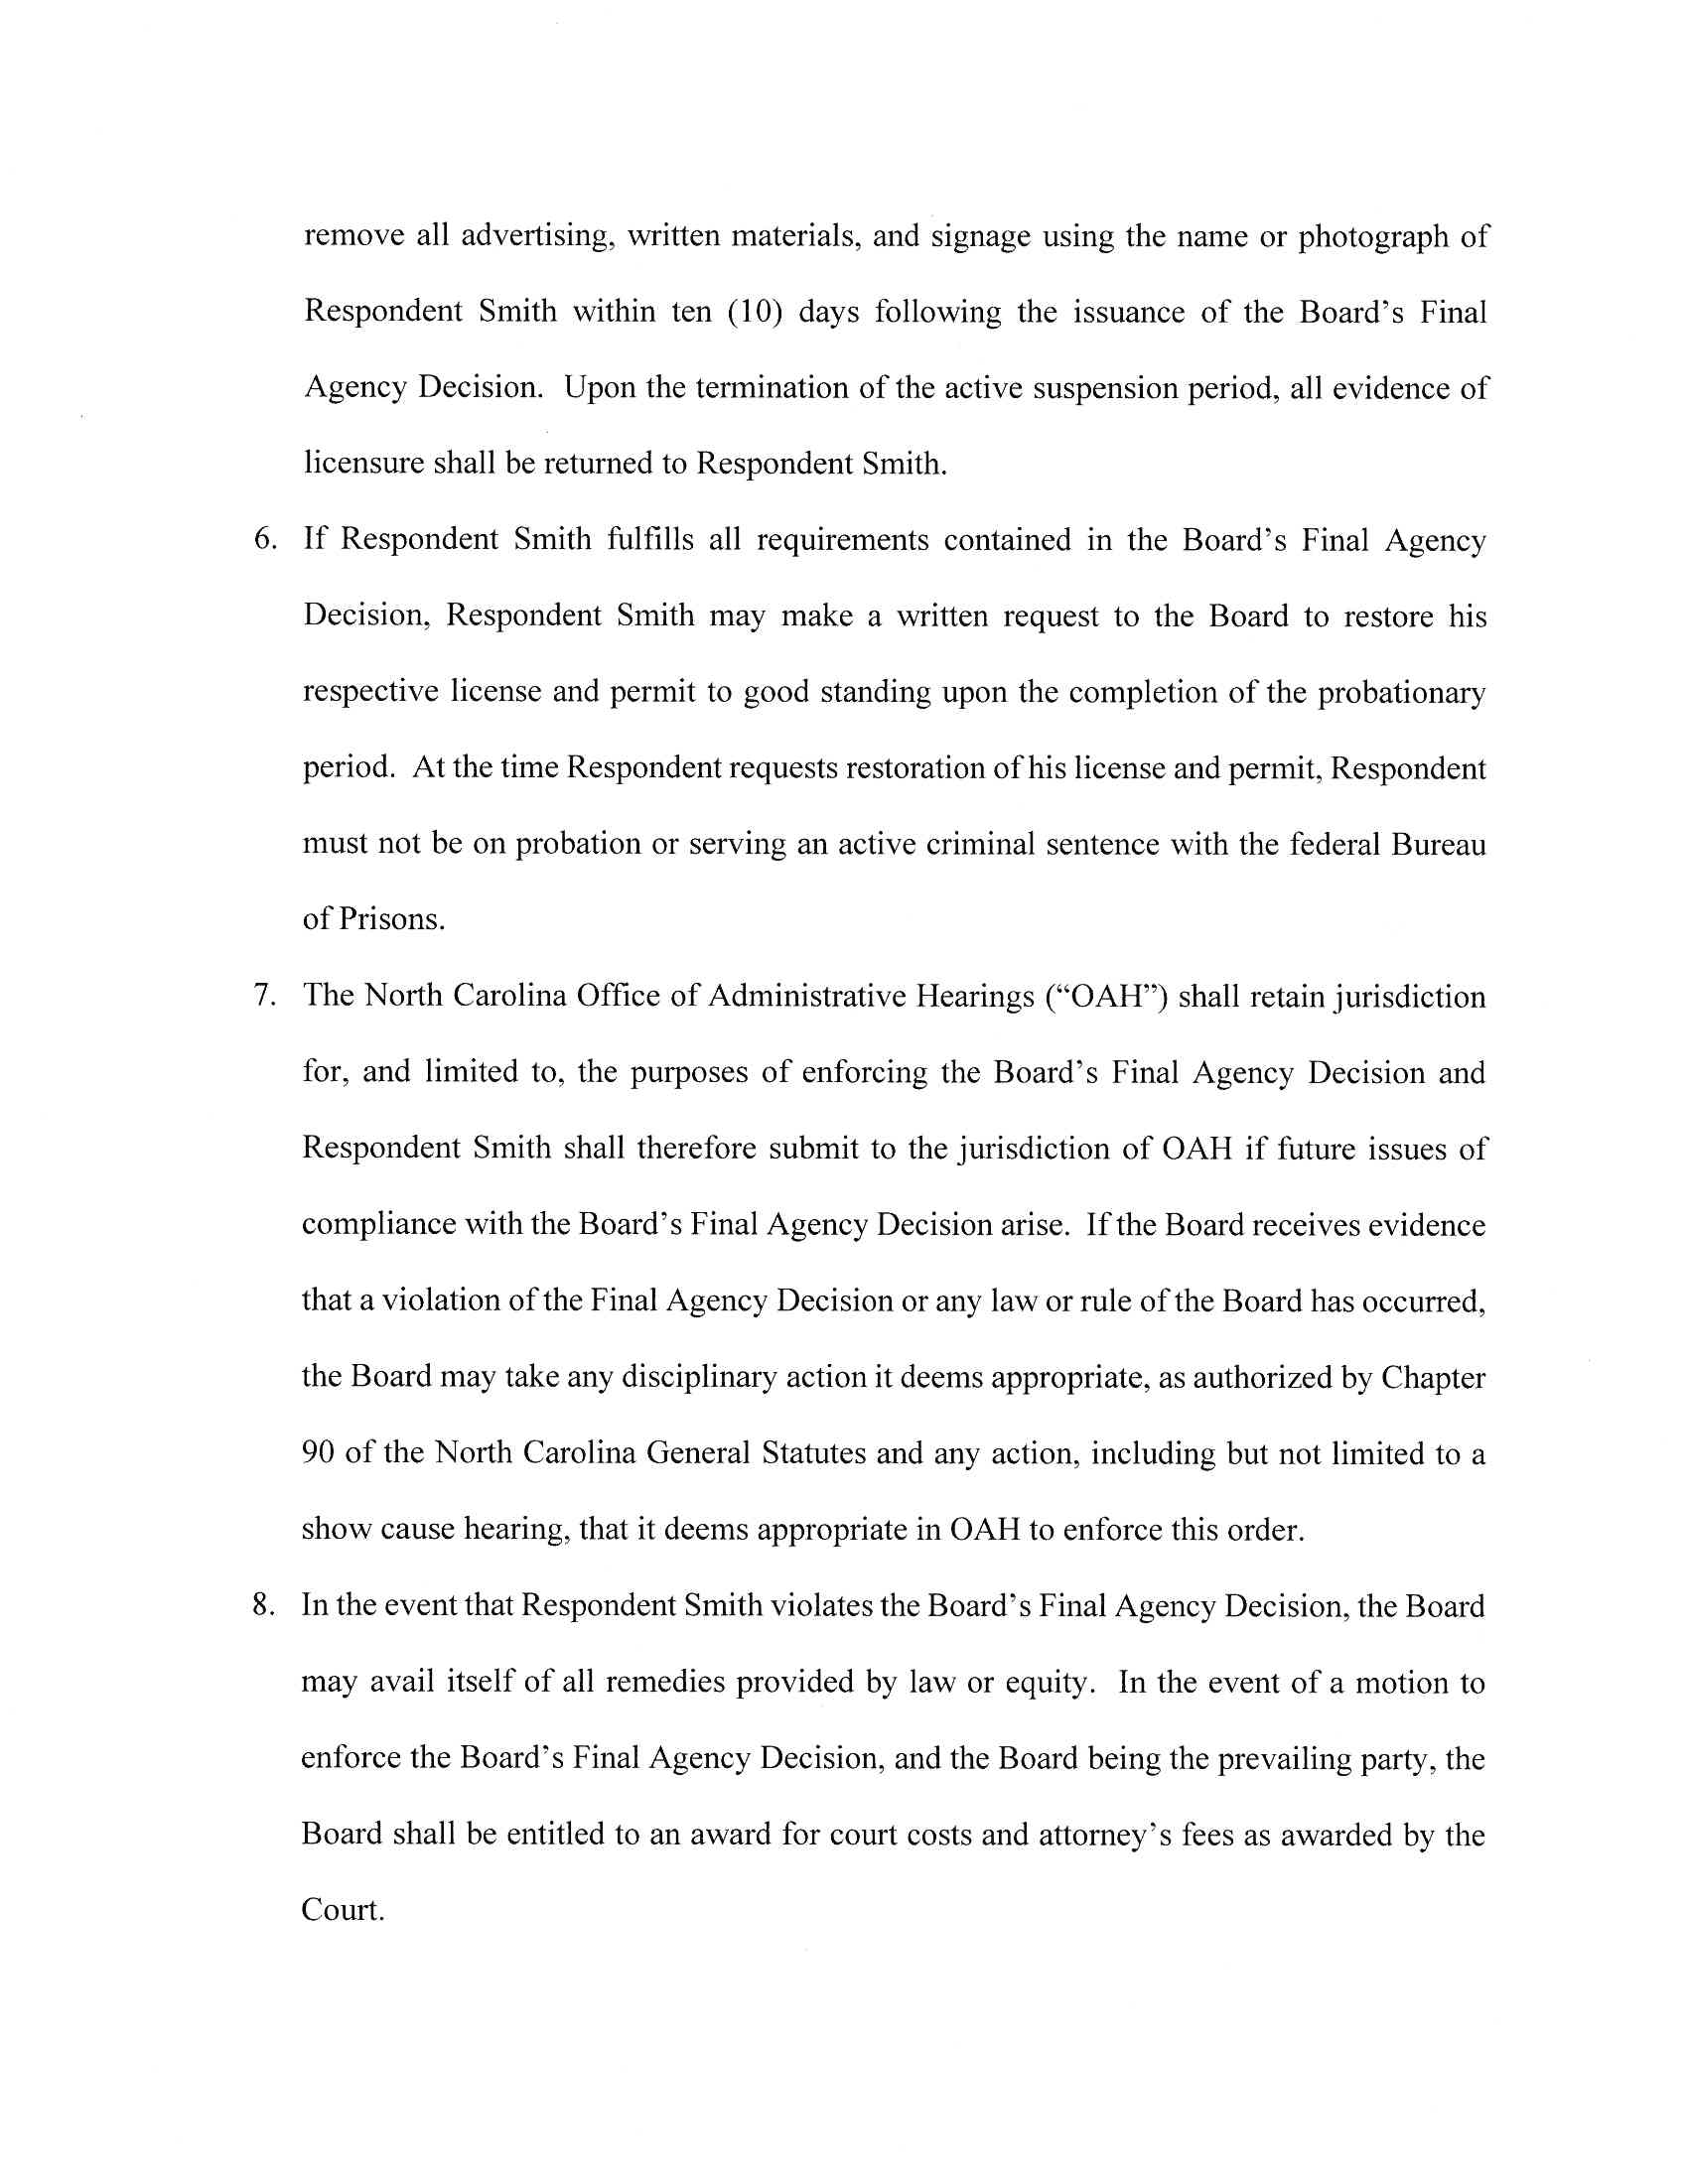 remove all advertising, written materials, and signage using the name or photograph of
Respondent Smith within ten (10) days following the issuance of the Board's Final
Agency Decision. Upon the termination of the active suspension period, all evidence of
licensure shall be returned to Respondent Smith.
6. If Respondent Smith fulfills all requirements contained in the Board's Final Agency
Decision, Respondent Smith may make a written request to the Board to restore his
respective license and permit to good standing upon the completion of the probationary
period. At the time Respondent requests restoration of his license and permit, Respondent
must not be on probation or serving an active criminal sentence with the federal Bureau
of Prisons.
7. The North Carolina Office of Administrative Hearings ("OAH") shall retain jurisdiction
for, and limited to, the purposes of enforcing the Board's Final Agency Decision and
Respondent Smith shall therefore submit to the jurisdiction of OAH if future issues of
compliance with the Board's Final Agency Decision arise. If the Board receives evidence
that a violation of the Final Agency Decision or any law or rule of the Board has occurred,
the Board may take any disciplinary action it deems appropriate, as authorized by Chapter
90 of the North Carolina General Statutes and any action, including but not limited to a
show cause hearing, that it deems appropriate in OAH to enforce this order.
8. In the event that Respondent Smith violates the Board's Final Agency Decision, the Board
may avail itself of all remedies provided by law or equity. In the event of a motion to
enforce the Board's Final Agency Decision, and the Board being the prevailing party, the
Board shall be entitled to an award for court costs and attorney's fees as awarded by the
Court.